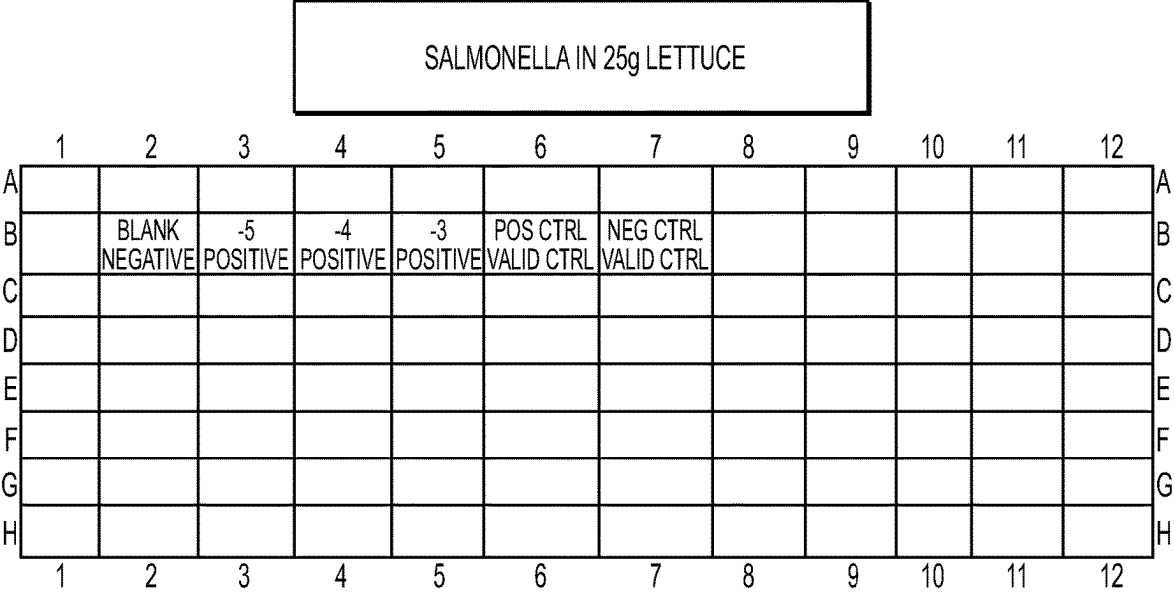 SALMONELLA IN 25g LETTUCE
1 2 3 4 5 6 7 8 9 10 11 12
A A
B BLANK -5 -4 -3 POS CTRL NEG CTRL B
NEGATIVE POSITIVE POSITIVE POSITIVE VALID CTRL VALID CTRL
C C
D D
E E
F F
G G
H H
1 2 3 4 5 6 7 8 9 10 11 12